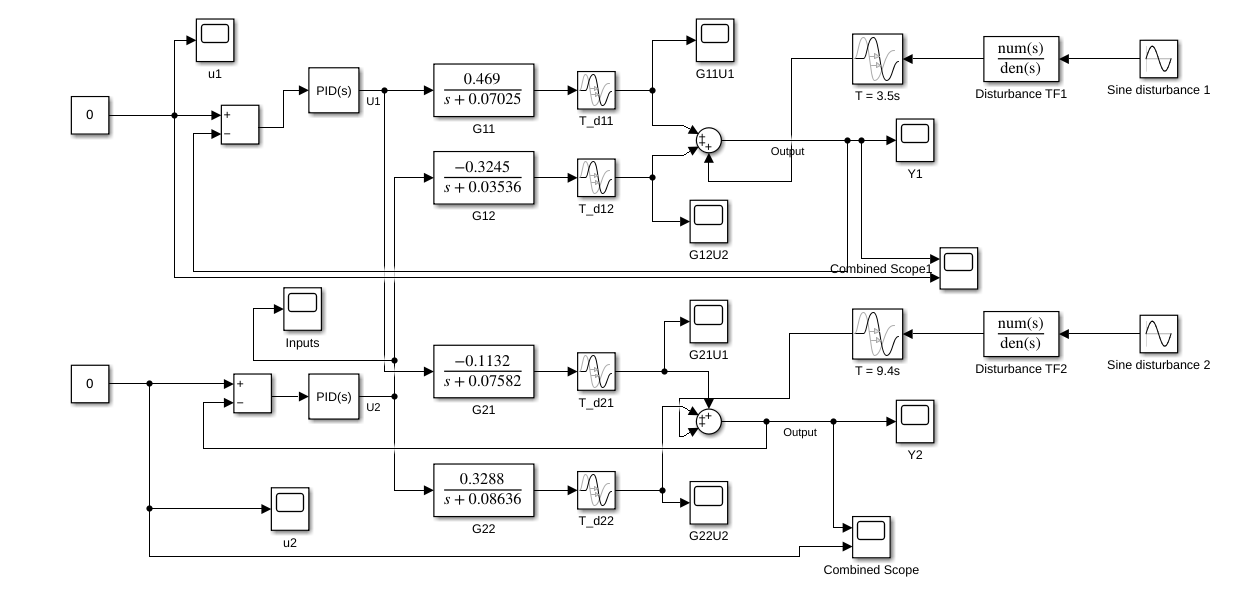 u1
0
+
−
PID(s)
U1
0.469
s + 0.07025
G11
T_d11
G11U1
−0.3245
s + 0.03536
G12
T_d12
G12U2
+
+
+
Output
T = 3.5s
num(s)
den(s)
Disturbance TF1
Sine disturbance 1
Y1
Combined Scope1
Inputs
0
+
−
PID(s)
U2
−0.1132
s + 0.07582
G21
T_d21
G21U1
+
+
+
Output
T = 9.4s
num(s)
den(s)
Disturbance TF2
Sine disturbance 2
Y2
u2
0.3288
s + 0.08636
G22
T_d22
G22U2
Combined Scope